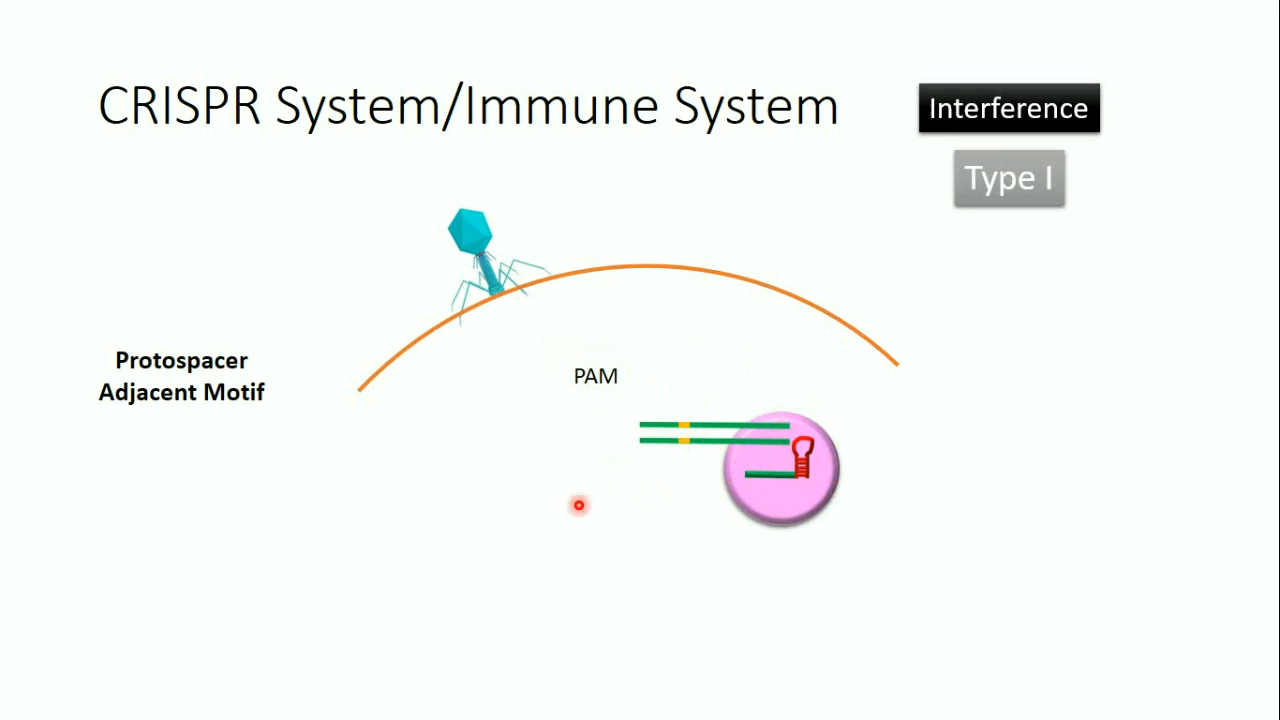 CRISPR System/Immune System
Interference
Type I
Protospacer
Adjacent Motif
PAM